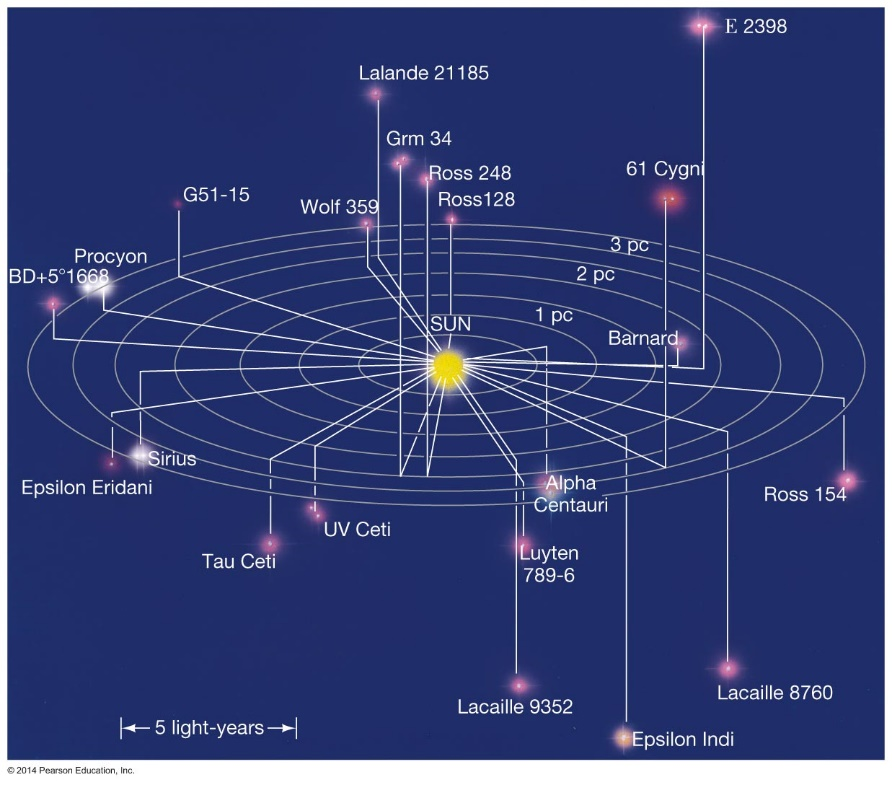 E 2398
Lalande 21185
Grm 34
Ross 248
61 Cygni
G51-15
Ross128
Wolf 359
3 pc
Procyon
2 pc
BD+5°1668
1 pc
SUN
Barnard
Sirius
Epsilon Eridani
Alpha
Centauri
Ross 154
UV Ceti
Tau Ceti
Luyten
789-6
Lacaille 8760
Lacaille 9352
5 light-years
Epsilon Indi
© 2014 Pearson Education, Inc.